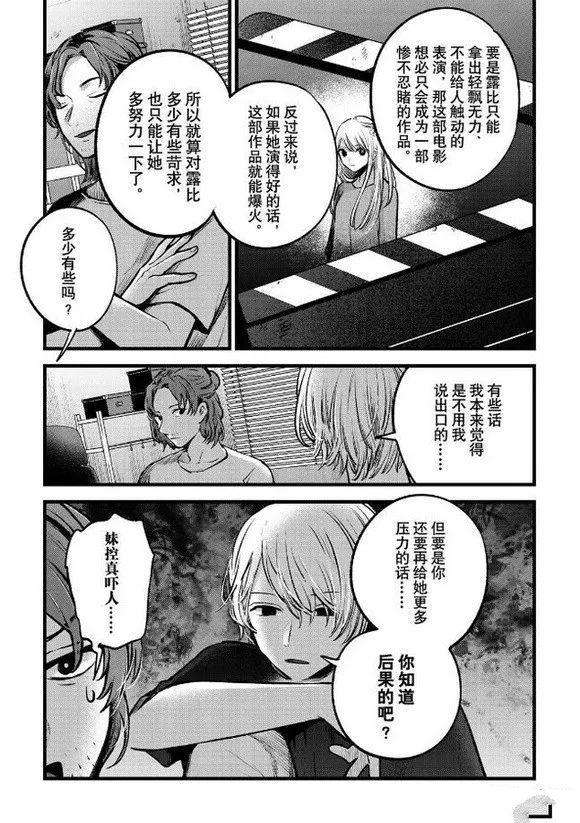 要是露比只能
拿出轻飘无力、
不能给人触动的
表演，那这部电影
想必只会成为一部
惨不忍睹的作品。
反过来说，
如果她演得好的话，
这部作品就能爆火。
所以就算对露比
多少有些苛求，
也只能让她
多努力一下了。
多少有些吗？
有些话
我本来觉得
是不用我
说出口的……
但要是你
还要再给她更多
压力的话……
你知道
后果的吧？
妹控真吓人……